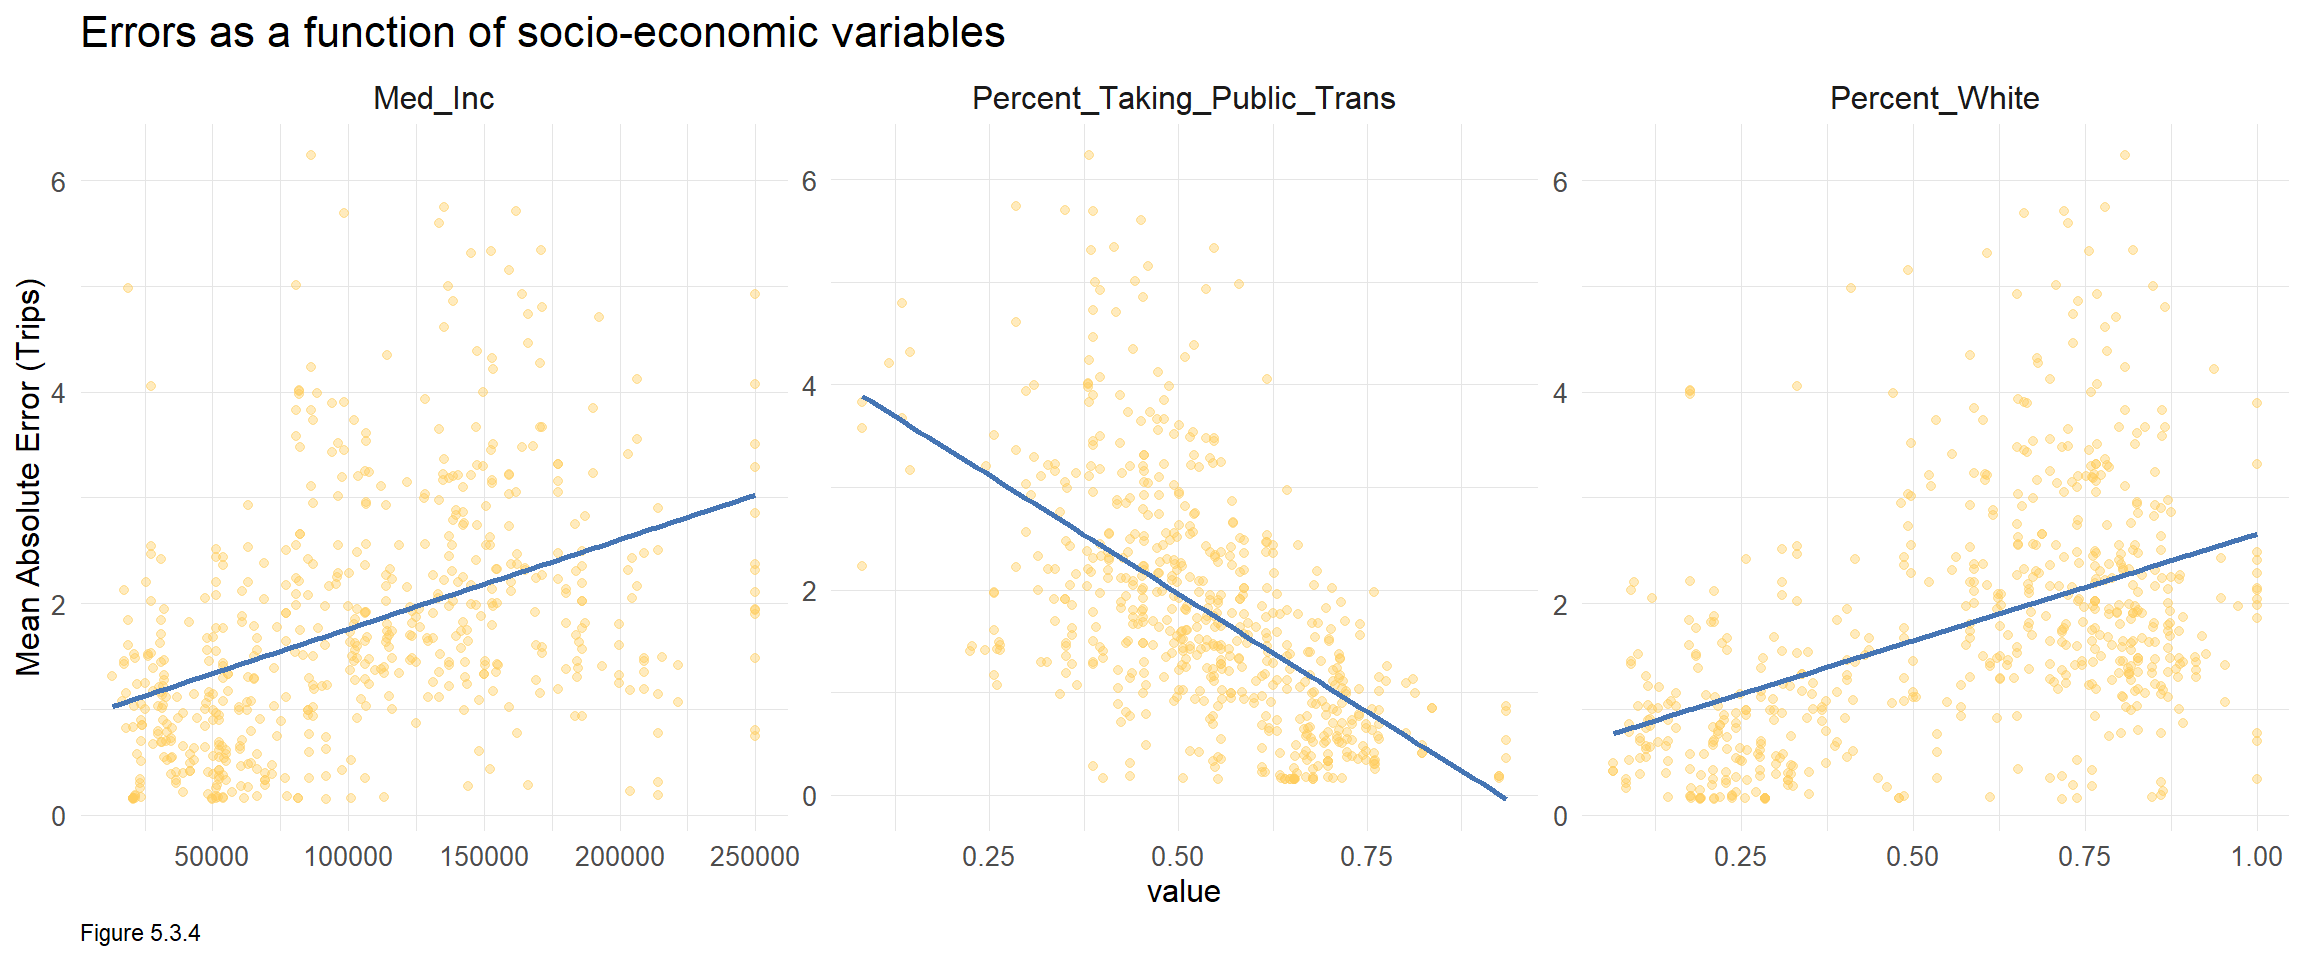 Errors as a function of socio-economic variables
Med_Inc
Percent_Taking_Public_Trans
Percent_White
Mean Absolute Error (Trips)
6
4
2
0
6
4
2
0
6
4
2
0
50000 100000 150000 200000 250000
0.25 0.50 0.75
0.25 0.50 0.75 1.00
value
Figure 5.3.4